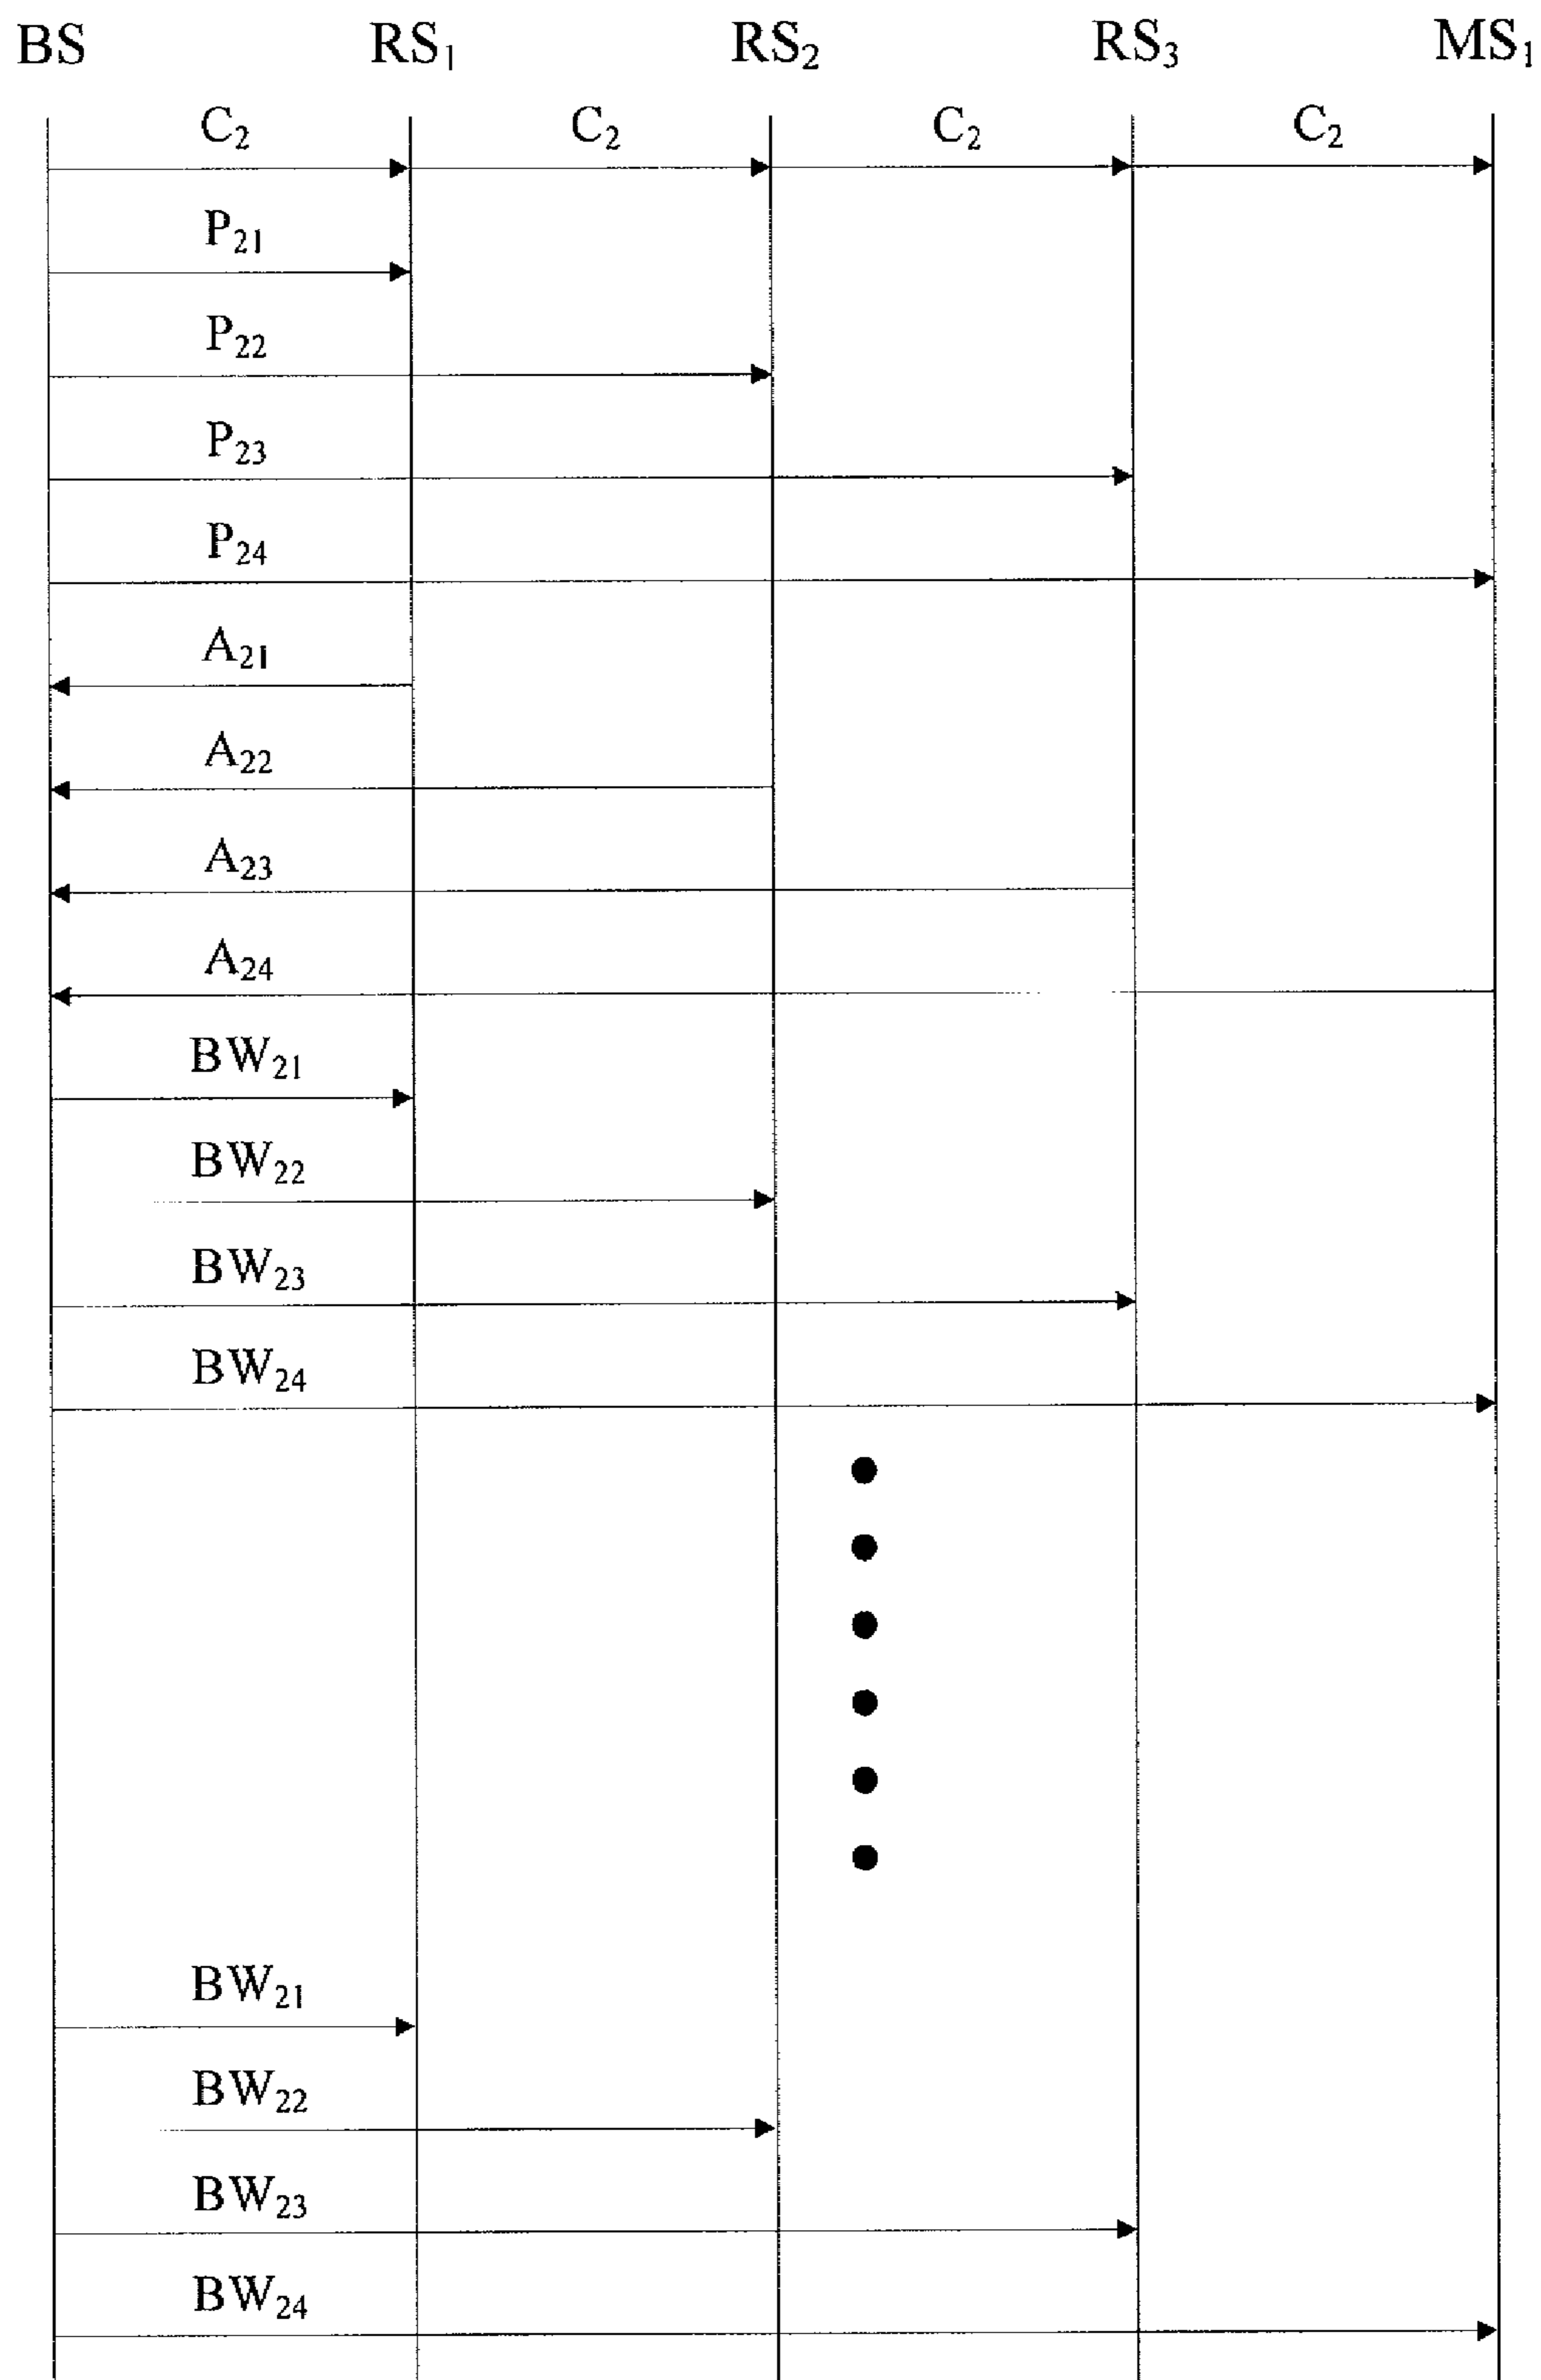 BS RS₁ RS₂ RS₃ MS₁
C₂ C₂ C₂ C₂
P₂₁
P₂₂
P₂₃
P₂₄
A₂₁
A₂₂
A₂₃
A₂₄
BW₂₁
BW₂₂
BW₂₃
BW₂₄
BW₂₁
BW₂₂
BW₂₃
BW₂₄